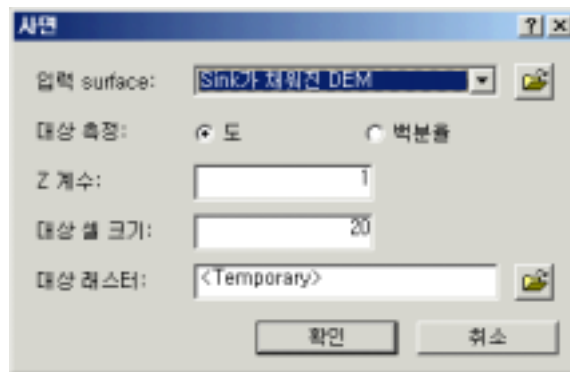 사면
입력 surface: Sink가 채워진 DEM
대상 측정: 도 백분율
Z 계수: 1
대상 셀 크기: 20
대상 래스터: <Temporary>
확인 취소